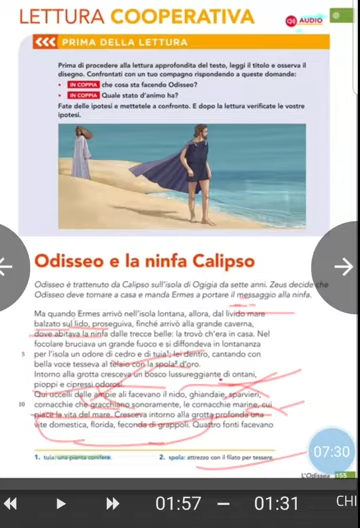 LETTURA COOPERATIVA
AUDIO
PRIMA DELLA LETTURA
Prima di procedere alla lettura approfondita del testo, leggi il titolo e osserva il
disegno. Confrontati con un tuo compagno rispondendo a queste domande:
• IN COPPIA che cosa sta facendo Odisseo?
• IN COPPIA Quale stato d'animo ha?
Fate delle ipotesi e mettetele a confronto. E dopo la lettura verificate le vostre
ipotesi.
Odisseo e la ninfa Calipso
Odisseo è trattenuto da Calipso sull'isola di Ogigia da sette anni. Zeus decide che
Odisseo deve tornare a casa e manda Ermes a portare il messaggio alla ninfa.
Ma quando Ermes arrivò nell'isola lontana, allora, dal livido mare
balzato sul lido, proseguiva, finché arrivò alla grande caverna,
dove abitava la ninfa dalle trecce belle: la trovò ch'era in casa. Nel
focolare bruciava un grande fuoco e si diffondeva in lontananza
5 per l'isola un odore di cedro e di tuia¹; lei dentro, cantando con
bella voce tesseva al telaio con la spola² d'oro.
Intorno alla grotta cresceva un bosco lussureggiante di ontani,
pioppi e cipressi odorosi.
Qui uccelli dalle ampie ali facevano il nido, ghiandaie, sparvieri,
10 cornacchie che gracchiano sonoramente, le cornacchie marine, cui
piace la vita del mare. Cresceva intorno alla grotta profonda una
vite domestica, florida, feconda di grappoli. Quattro fonti facevano
1. tuia: una pianta conifera.
2. spola: attrezzo con il filato per tessere.
07:30
L'Odissea 155
01:57 – 01:31 CHI